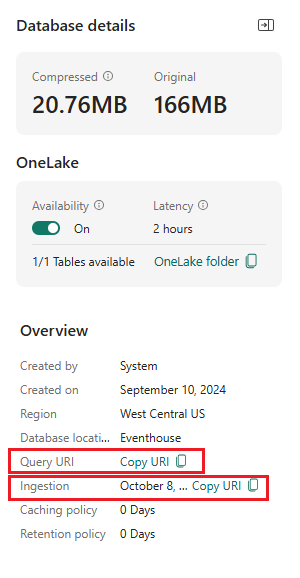 Database details
Compressed Original
20.76MB 166MB
OneLake
Availability Latency
On 2 hours
1/1 Tables available OneLake folder
Overview
Created by System
Created on September 10, 2024
Region West Central US
Database locati... Eventhouse
Query URI Copy URI
Ingestion October 8, ... Copy URI
Caching policy 0 Days
Retention policy 0 Days